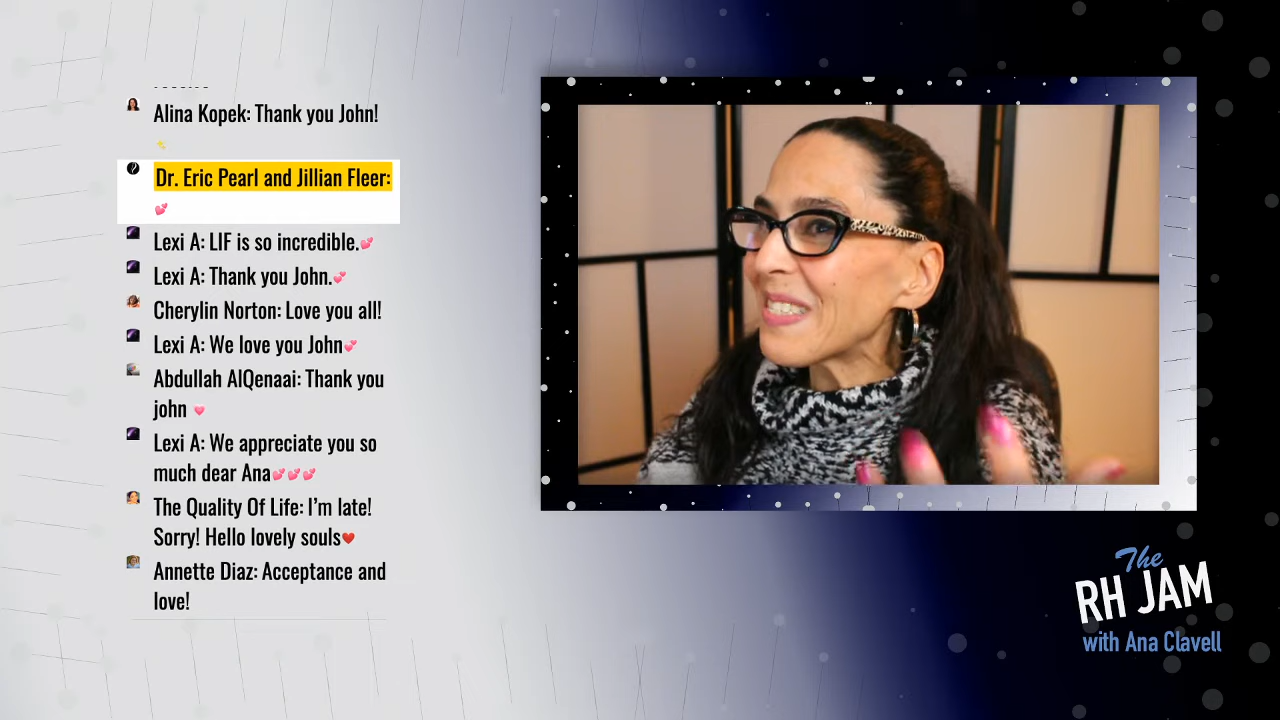 Alina Kopek: Thank you John!
✨
Dr. Eric Pearl and Jillian Fleer:
💕
Lexi A: LIF is so incredible.💕
Lexi A: Thank you John.💕
Cherylin Norton: Love you all!
Lexi A: We love you John💕
Abdullah AlQenaai: Thank you
john 💗
Lexi A: We appreciate you so
much dear Ana💕💕💕
The Quality Of Life: I’m late!
Sorry! Hello lovely souls❤️
Annette Diaz: Acceptance and
love!
The
RH JAM
with Ana Clavell